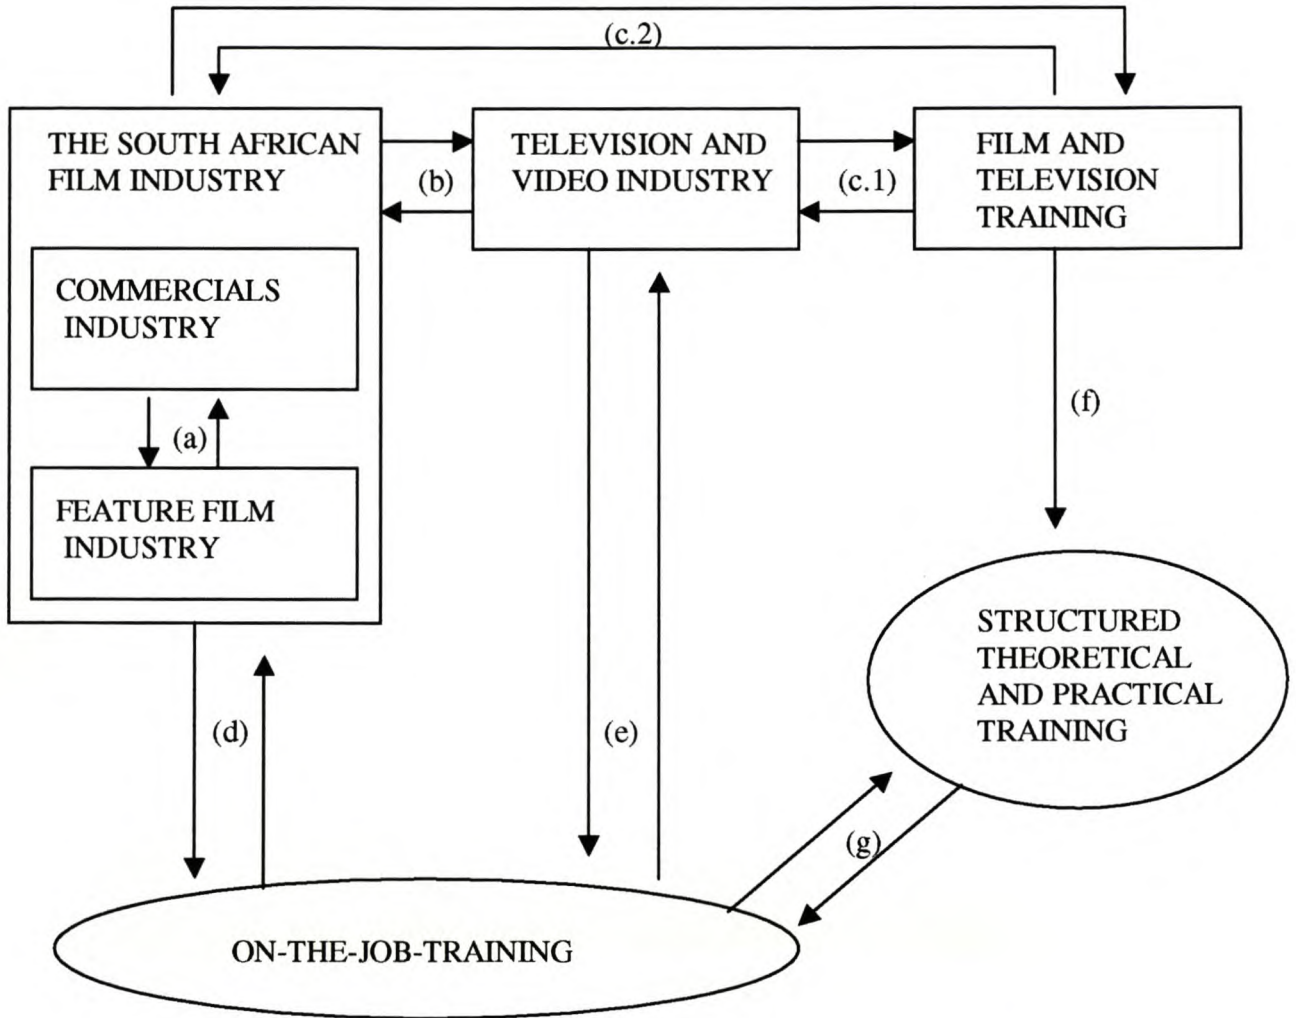 (c.2)
THE SOUTH AFRICAN
FILM INDUSTRY
(b)
TELEVISION AND
VIDEO INDUSTRY
(c.1)
FILM AND
TELEVISION
TRAINING
COMMERCIALS
INDUSTRY
(a)
FEATURE FILM
INDUSTRY
(f)
STRUCTURED
THEORETICAL
AND PRACTICAL
TRAINING
(d)
(e)
(g)
ON-THE-JOB-TRAINING